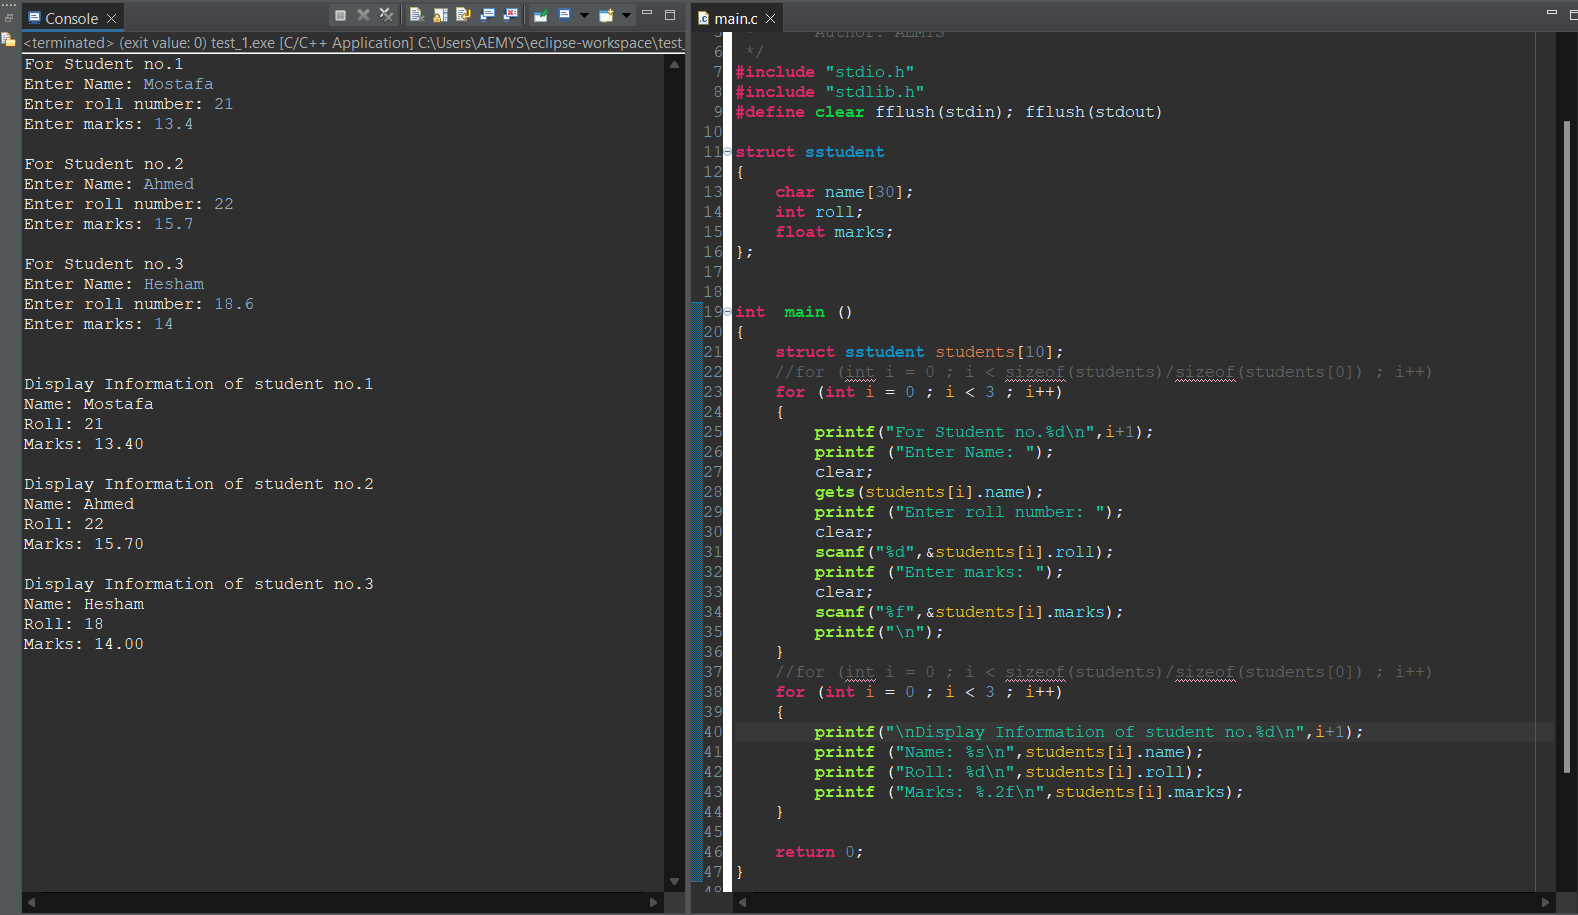 Console
<terminated> (exit value: 0) test_1.exe [C/C++ Application] C:\Users\AEMYS\eclipse-workspace\test_
For Student no.1
Enter Name: Mostafa
Enter roll number: 21
Enter marks: 13.4
For Student no.2
Enter Name: Ahmed
Enter roll number: 22
Enter marks: 15.7
For Student no.3
Enter Name: Hesham
Enter roll number: 18.6
Enter marks: 14
Display Information of student no.1
Name: Mostafa
Roll: 21
Marks: 13.40
Display Information of student no.2
Name: Ahmed
Roll: 22
Marks: 15.70
Display Information of student no.3
Name: Hesham
Roll: 18
Marks: 14.00
main.c
5 * Author: AEMYS
6 */
7 #include "stdio.h"
8 #include "stdlib.h"
9 #define clear fflush(stdin); fflush(stdout)
10
11 struct sstudent
12 {
13 char name[30];
14 int roll;
15 float marks;
16 };
17
18
19 int  main ()
20 {
21 struct sstudent students[10];
22 //for (int i = 0 ; i < sizeof(students)/sizeof(students[0]) ; i++)
23 for (int i = 0 ; i < 3 ; i++)
24 {
25 printf("For Student no.%d\n",i+1);
26 printf ("Enter Name: ");
27 clear;
28 gets(students[i].name);
29 printf ("Enter roll number: ");
30 clear;
31 scanf("%d",&students[i].roll);
32 printf ("Enter marks: ");
33 clear;
34 scanf("%f",&students[i].marks);
35 printf("\n");
36 }
37 //for (int i = 0 ; i < sizeof(students)/sizeof(students[0]) ; i++)
38 for (int i = 0 ; i < 3 ; i++)
39 {
40 printf("\nDisplay Information of student no.%d\n",i+1);
41 printf ("Name: %s\n",students[i].name);
42 printf ("Roll: %d\n",students[i].roll);
43 printf ("Marks: %.2f\n",students[i].marks);
44 }
45
46 return 0;
47 }
48